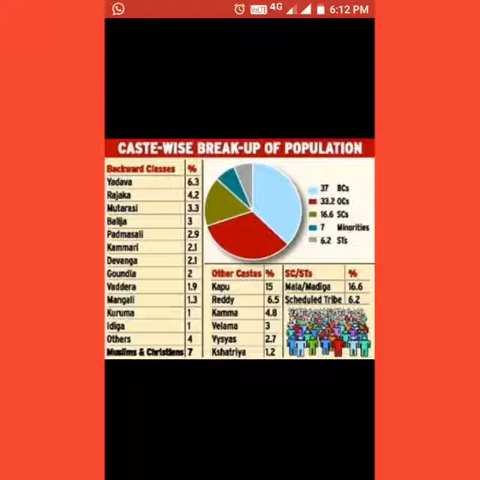 VoLTE 4G 6:12 PM
CASTE-WISE BREAK-UP OF POPULATION
Backward Classes %
Yadava 6.3
Rajaka 4.2
Mutarasi 3.3
Balija 3
Padmasali 2.9
Kammari 2.1
Devanga 2.1
Goundla 2
Vaddera 1.9
Mangali 1.3
Kuruma 1
Idiga 1
Others 4
Muslims & Christians 7
37 BCs
33.2 OCs
16.6 SCs
7 Minorities
6.2 STs
Other Castes %
Kapu 15
Reddy 6.5
Kamma 4.8
Velama 3
Vysyas 2.7
Kshatriya 1.2
SC/STs %
Mala/Madiga 16.6
Scheduled Tribe 6.2